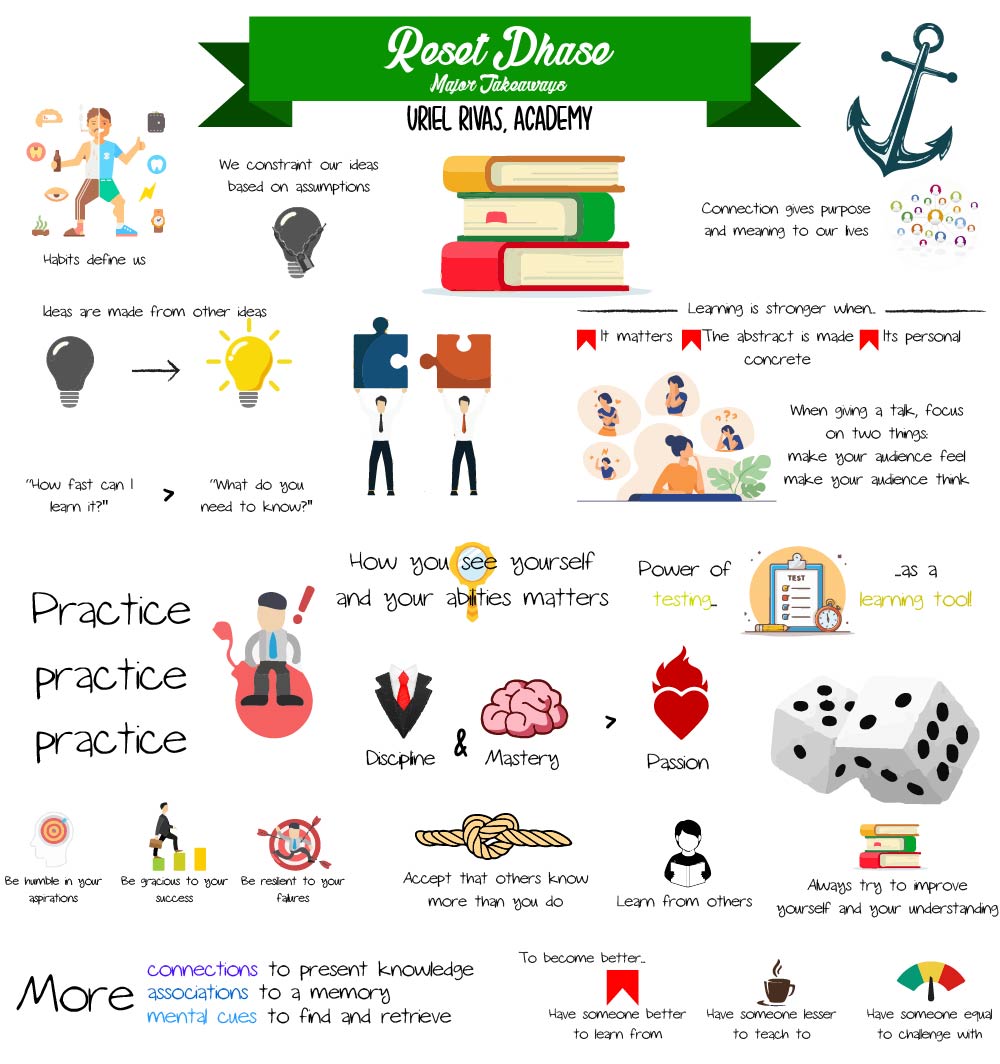 Reset Phase
Major Takeaways
URIEL RIVAS, ACADEMY
We constraint our ideas
based on assumptions
Habits define us
Connection gives purpose
and meaning to our lives
Ideas are made from other ideas
Learning is stronger when..
It matters
The abstract is made
concrete
Its personal
When giving a talk, focus
on two things:
make your audience feel
make your audience think
"How fast can I
learn it?"
>
"What do you
need to know?"
How you see yourself
and your abilities matters
Power of
testing..
TEST
..as a
learning tool!
Practice
practice
practice
Discipline
&
Mastery
>
Passion
Be humble in your
aspirations
Be gracious to your
success
Be resilent to your
failures
Accept that others know
more than you do
Learn from others
Always try to improve
yourself and your understanding
More
connections to present knowledge
associations to a memory
mental cues to find and retrieve
To become better..
Have someone better
to learn from
Have someone lesser
to teach to
Have someone equal
to challenge with